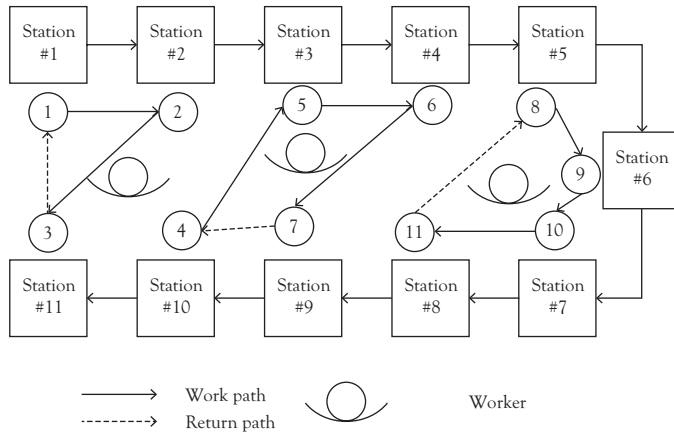 Station
#1
Station
#2
Station
#3
Station
#4
Station
#5
1
2
5
6
8
Station
#6
9
3
4
7
11
10
Station
#11
Station
#10
Station
#9
Station
#8
Station
#7
Work path
Return path
Worker